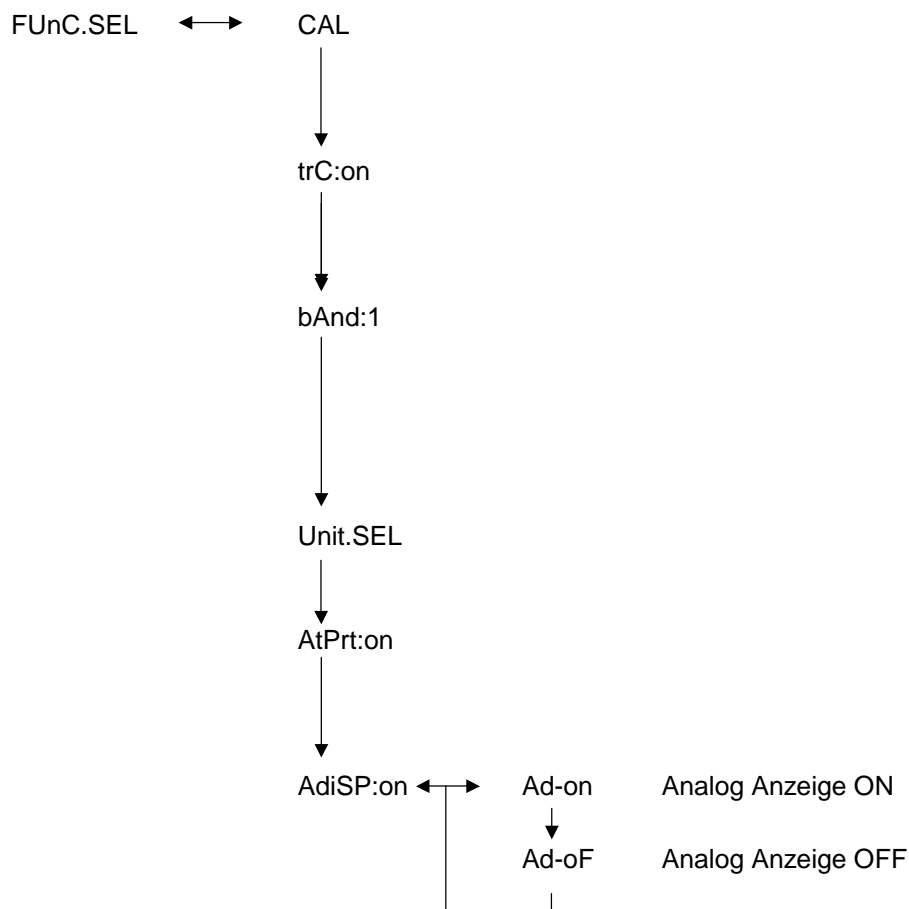 FUnC.SEL CAL
trC:on
bAnd:1
Unit.SEL
AtPrt:on
AdiSP:on Ad-on Analog Anzeige ON
Ad-oF Analog Anzeige OFF